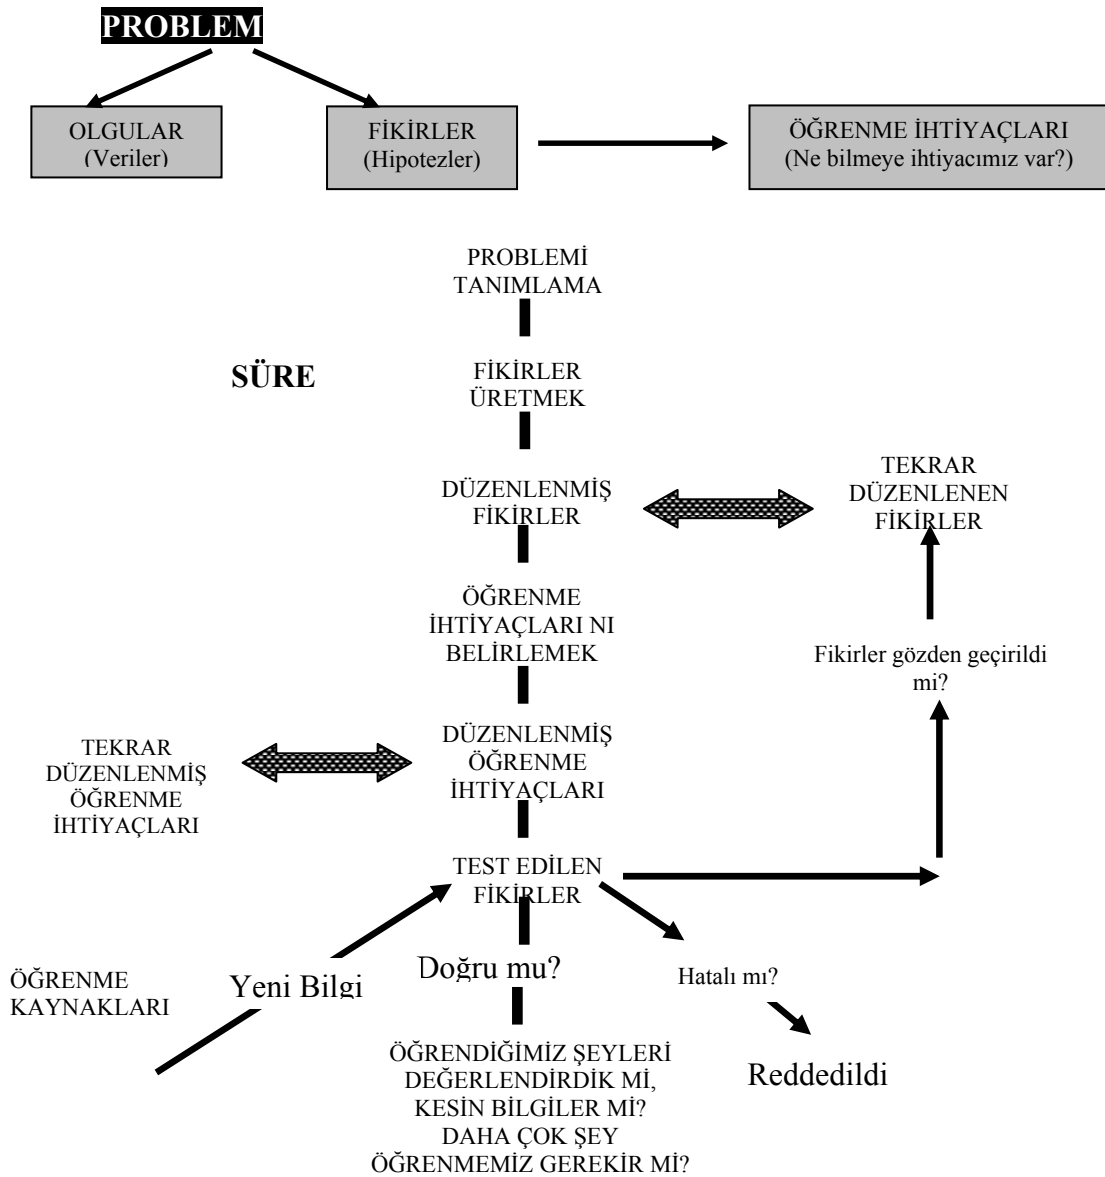 PROBLEM
OLGULAR
(Veriler)
FİKİRLER
(Hipotezler)
ÖĞRENME İHTİYAÇLARI
(Ne bilmeye ihtiyacımız var?)
PROBLEMİ
TANIMLAMA
SÜRE
FİKİRLER
ÜRETMEK
DÜZENLENMİŞ
FİKİRLER
TEKRAR
DÜZENLENEN
FİKİRLER
ÖĞRENME
İHTİYAÇLARI NI
BELİRLEMEK
Fikirler gözden geçirildi
mi?
TEKRAR
DÜZENLENMİŞ
ÖĞRENME
İHTİYAÇLARI
DÜZENLENMİŞ
ÖĞRENME
İHTİYAÇLARI
TEST EDİLEN
FİKİRLER
ÖĞRENME
KAYNAKLARI
Yeni Bilgi
Doğru mu?
Hatalı mı?
ÖĞRENDİĞİMİZ ŞEYLERİ
DEĞERLENDİRDİK Mİ,
KESİN BİLGİLER Mİ?
DAHA ÇOK ŞEY
ÖĞRENMEMİZ GEREKİR Mİ?
Reddedildi